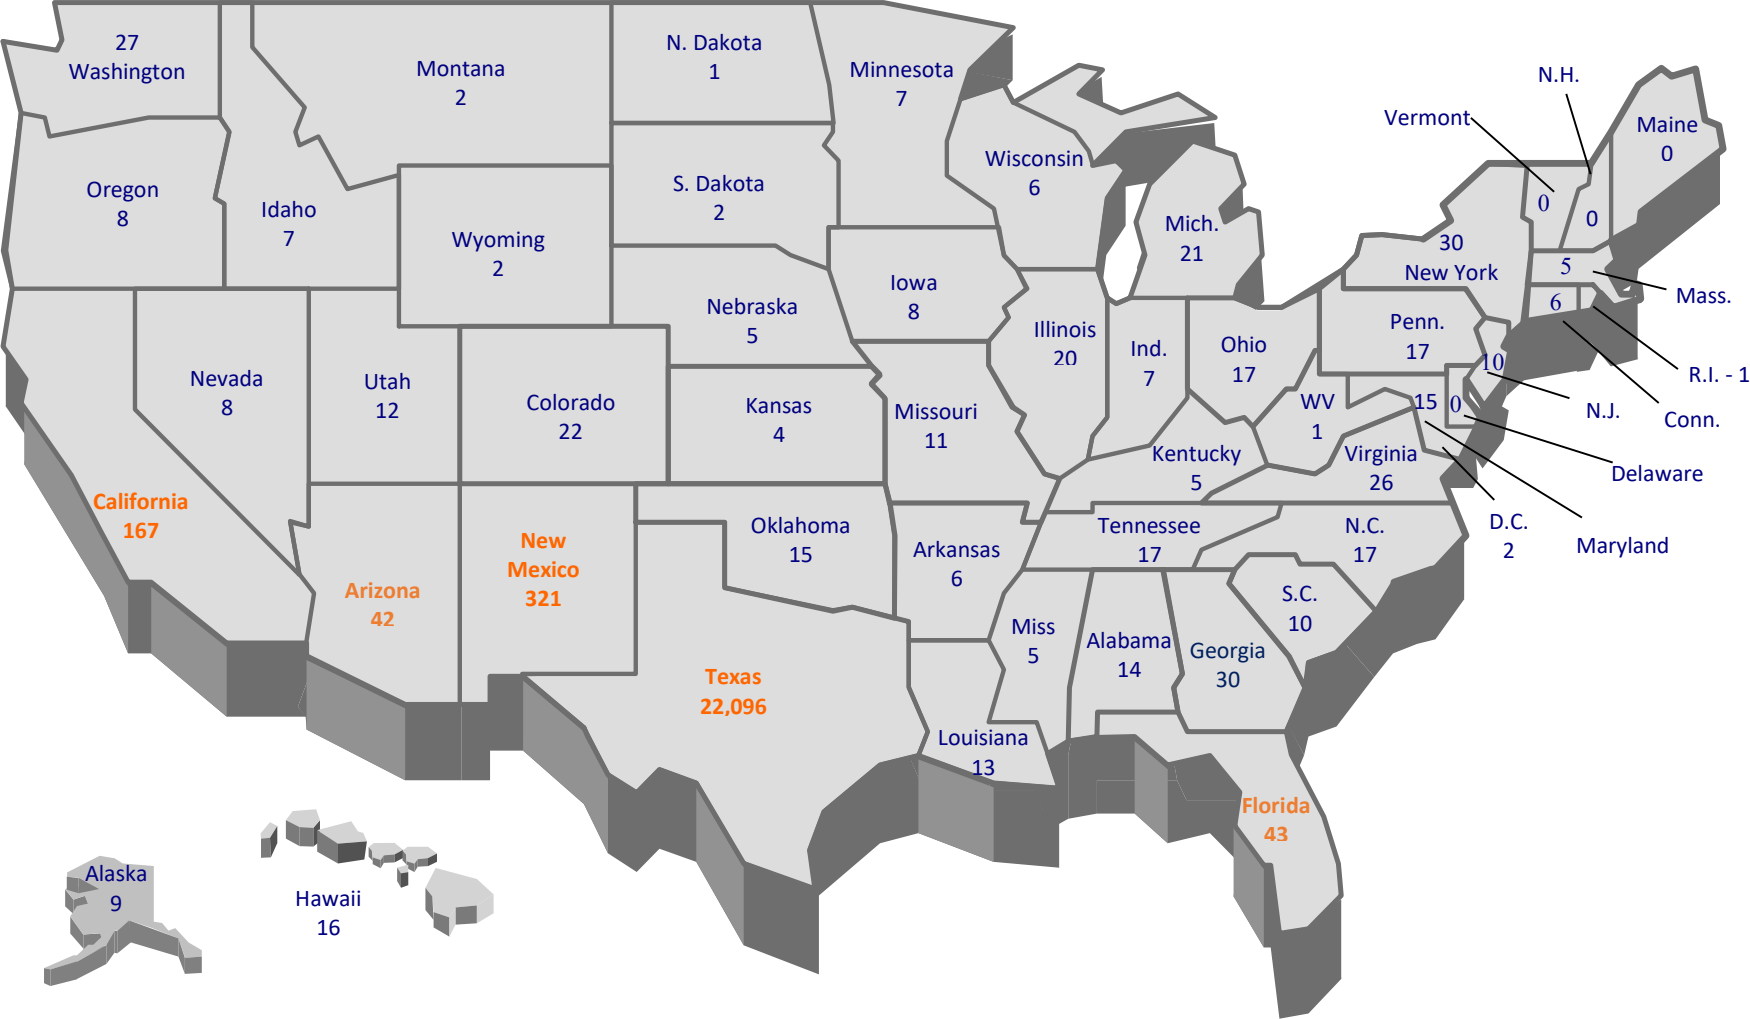 27
Washington
Montana
2
N. Dakota
1
Minnesota
7
N.H.
Vermont
Maine
0
Oregon
8
Idaho
7
Wyoming
2
S. Dakota
2
Wisconsin
6
Mich.
21
0
0
30
New York
5
Mass.
6
Nebraska
5
Iowa
8
Illinois
20
Ind.
7
Ohio
17
Penn.
17
10
R.I. - 1
N.J.
Conn.
Nevada
8
Utah
12
Colorado
22
Kansas
4
Missouri
11
Kentucky
5
WV
1
Virginia
26
15
0
Delaware
D.C.
2
Maryland
California
167
Arizona
42
New
Mexico
321
Oklahoma
15
Arkansas
6
Tennessee
17
N.C.
17
S.C.
10
Texas
22,096
Louisiana
13
Miss
5
Alabama
14
Georgia
30
Florida
43
Alaska
9
Hawaii
16